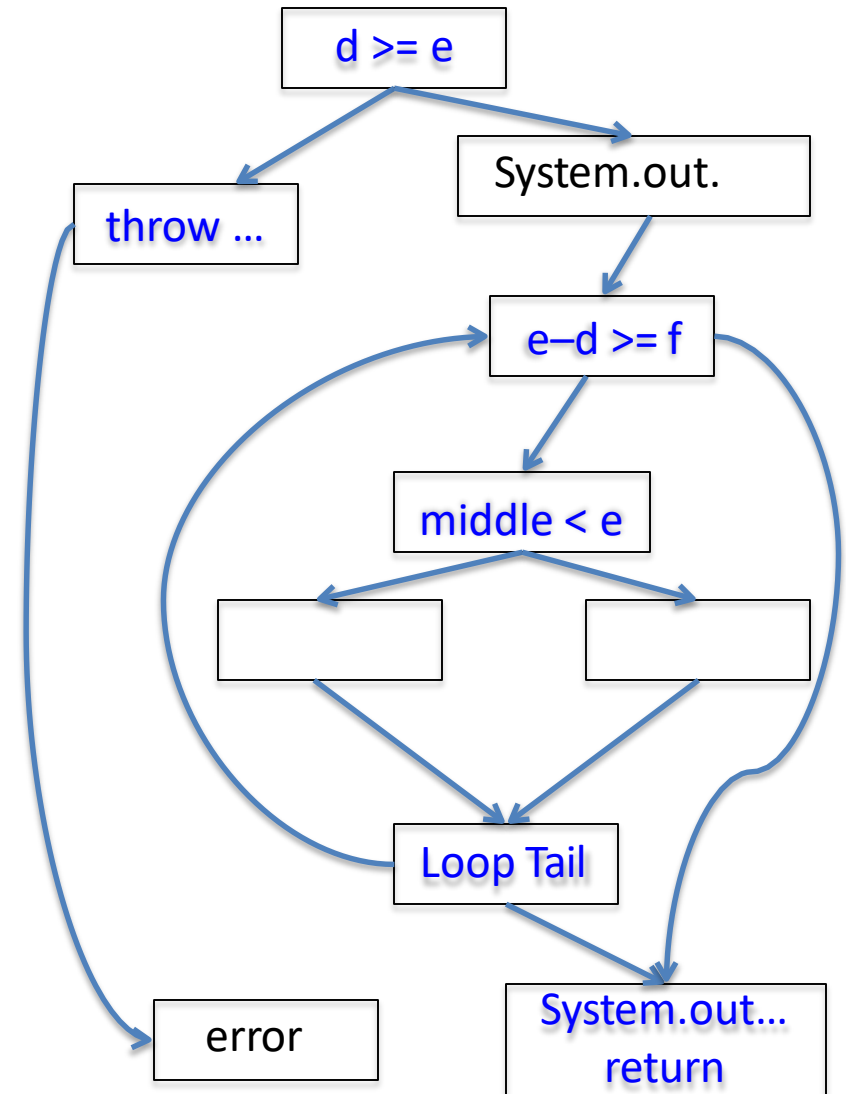 d >= e
System.out.
throw ...
e–d >= f
middle < e
Loop Tail
error
System.out...
return